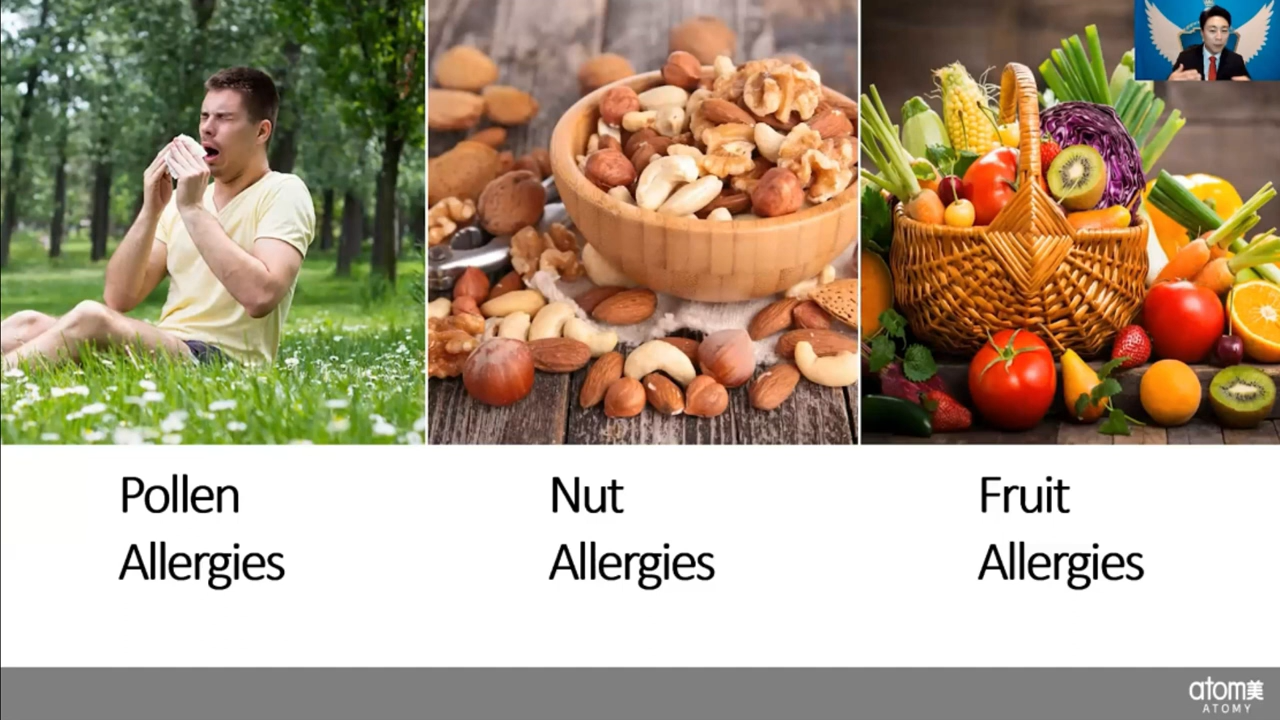 Pollen
Allergies
Nut
Allergies
Fruit
Allergies
atom美
ATOMY